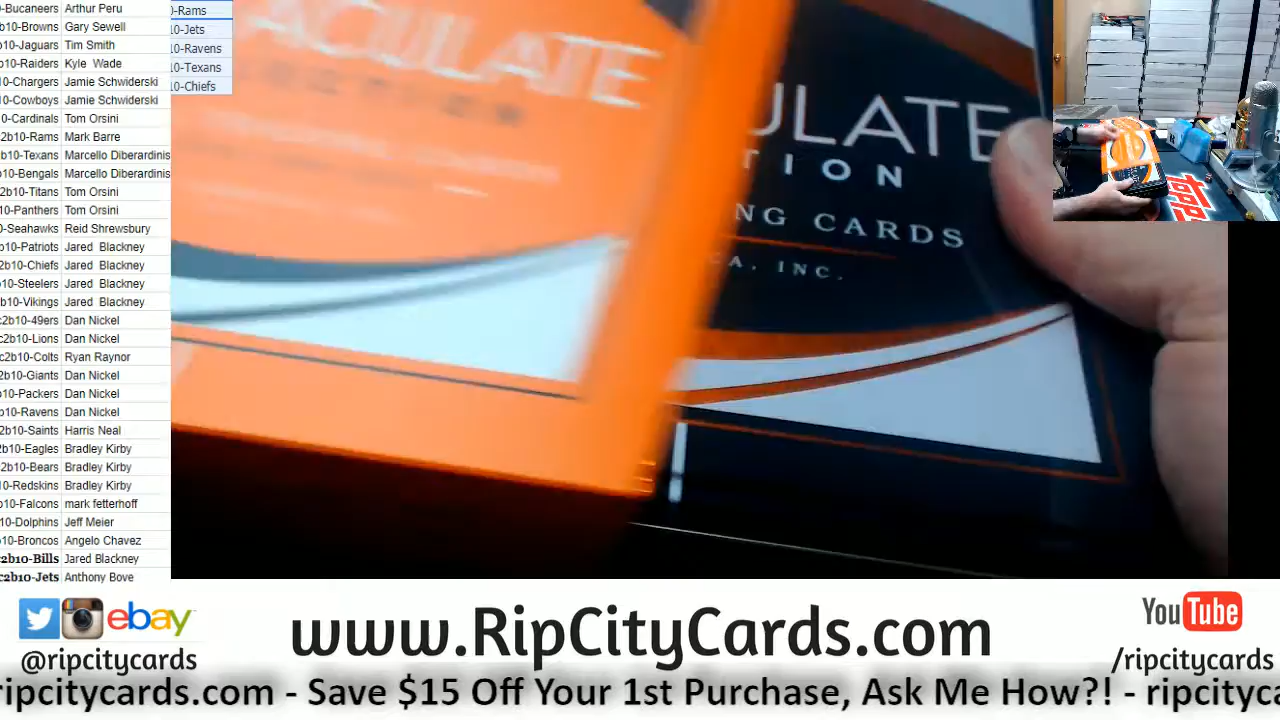 0-Bucaneers Arthur Peru
b10-Browns Gary Sewell
b10-Jaguars Tim Smith
b10-Raiders Kyle Wade
10-Chargers Jamie Schwiderski
10-Cowboys Jamie Schwiderski
10-Cardinals Tom Orsini
c2b10-Rams Mark Barre
b10-Texans Marcello Diberardinis
10-Bengals Marcello Diberardinis
2b10-Titans Tom Orsini
10-Panthers Tom Orsini
0-Seahawks Reid Shrewsbury
b10-Patriots Jared Blackney
2b10-Chiefs Jared Blackney
b10-Steelers Jared Blackney
b10-Vikings Jared Blackney
c2b10-49ers Dan Nickel
c2b10-Lions Dan Nickel
c2b10-Colts Ryan Raynor
2b10-Giants Dan Nickel
b10-Packers Dan Nickel
b10-Ravens Dan Nickel
2b10-Saints Harris Neal
2b10-Eagles Bradley Kirby
2b10-Bears Bradley Kirby
10-Redskins Bradley Kirby
b10-Falcons mark fetterhoff
10-Dolphins Jeff Meier
b10-Broncos Angelo Chavez
c2b10-Bills Jared Blackney
c2b10-Jets Anthony Bove
0-Rams
10-Jets
10-Ravens
10-Texans
10-Chiefs
ACULATE
ULATE
TION
NG CARDS
CA, INC.
topps
ebay
@ripcitycards
www.RipCityCards.com
YouTube
/ripcitycards
ripcitycards.com - Save $15 Off Your 1st Purchase, Ask Me How?! - ripcityca